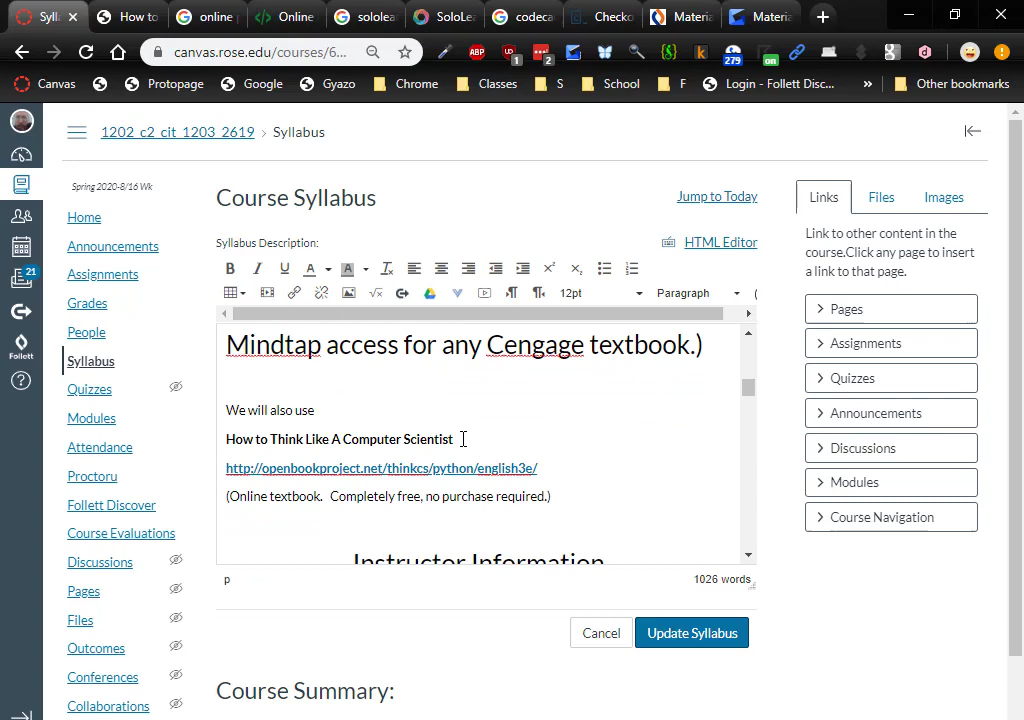 Sylla
How to
online
Online
sololea
SoloLea
codeca
Checko
Materia
Materia
canvas.rose.edu/courses/6...
ABP
1
2
279
on
Canvas
Protopage
Google
Gyazo
Chrome
Classes
S
School
F
Login - Follett Disc...
»
Other bookmarks
1202_c2_cit_1203_2619 › Syllabus
Spring 2020-8/16 Wk
Home
Announcements
Assignments
Grades
People
Syllabus
Quizzes
Modules
Attendance
Proctoru
Follett Discover
Course Evaluations
Discussions
Pages
Files
Outcomes
Conferences
Collaborations
21
Follett
Course Syllabus
Jump to Today
Syllabus Description:
HTML Editor
B I U A A
12pt Paragraph
Mindtap access for any Cengage textbook.)
We will also use
How to Think Like A Computer Scientist
http://openbookproject.net/thinkcs/python/english3e/
(Online textbook. Completely free, no purchase required.)
Instructor Information
p
1026 words
Cancel
Update Syllabus
Course Summary:
Links
Files
Images
Link to other content in the
course.Click any page to insert
a link to that page.
Pages
Assignments
Quizzes
Announcements
Discussions
Modules
Course Navigation